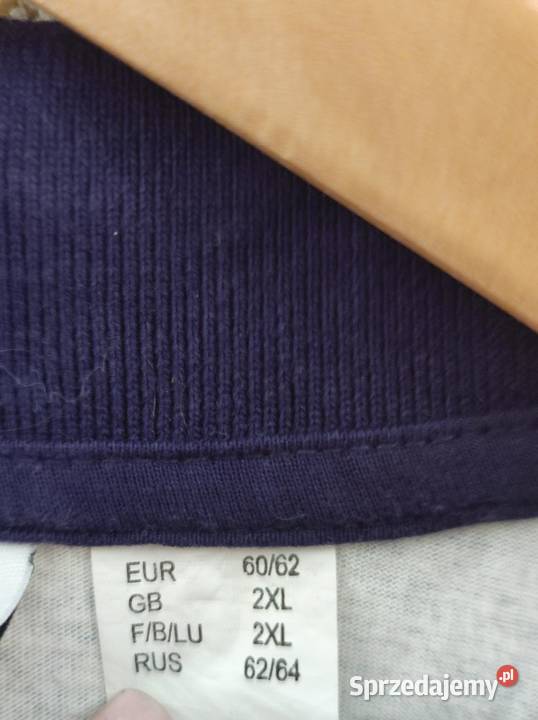 EUR 60/62
GB 2XL
F/B/LU 2XL
RUS 62/64
Sprzedajemy.pl